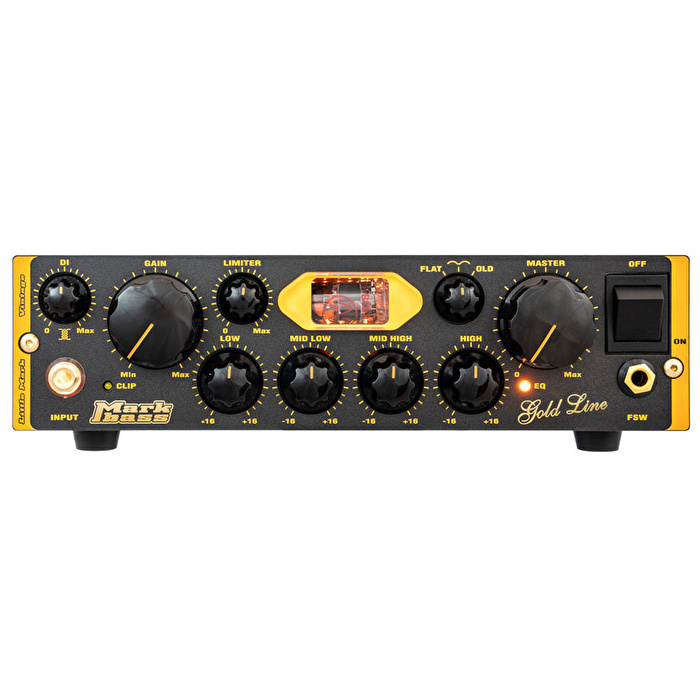 Little Mark Vintage
DI
GAIN
LIMITER
FLAT
OLD
MASTER
OFF
0 Max
0 Max
LOW
MID LOW
MID HIGH
HIGH
ON
Min Max
0 Max
CLIP
EQ
INPUT
Mark bass
-16 +16
-16 +16
-16 +16
-16 +16
Gold Line
FSW